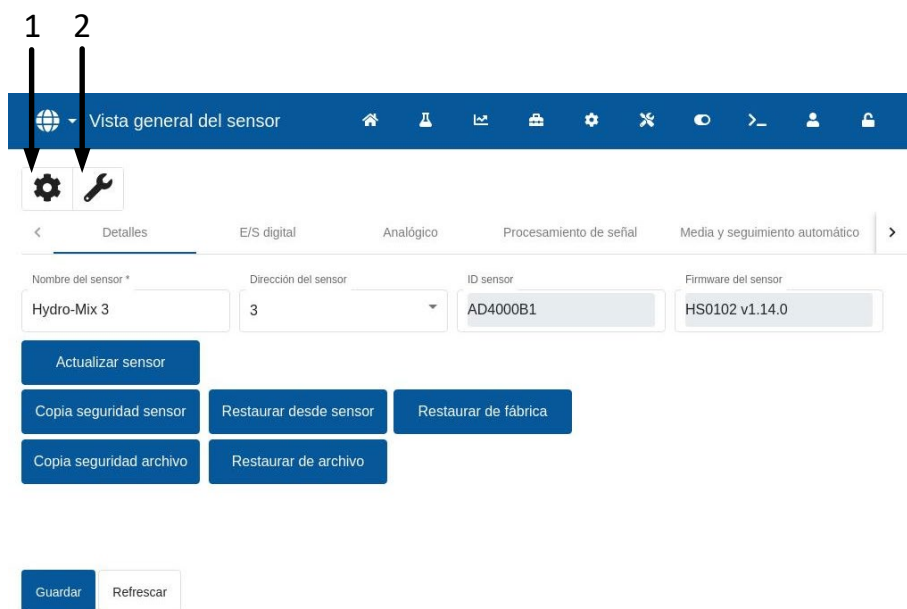 1 2
Vista general del sensor
Detalles E/S digital Analógico Procesamiento de señal Media y seguimiento automático
Nombre del sensor * Dirección del sensor ID sensor Firmware del sensor
Hydro-Mix 3 3 AD4000B1 HS0102 v1.14.0
Actualizar sensor
Copia seguridad sensor Restaurar desde sensor Restaurar de fábrica
Copia seguridad archivo Restaurar de archivo
Guardar Refrescar